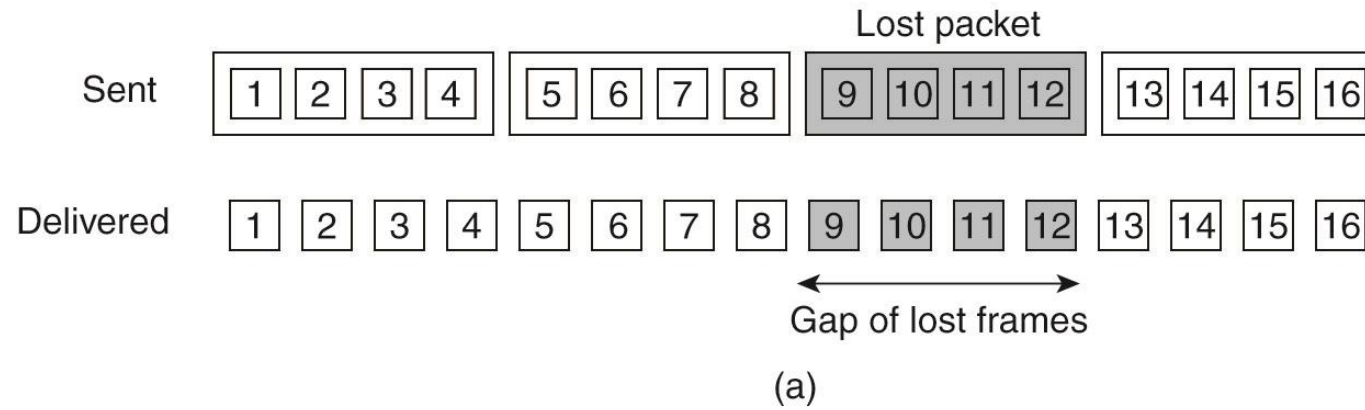 Lost packet
Sent 1 2 3 4 5 6 7 8 9 10 11 12 13 14 15 16
Delivered 1 2 3 4 5 6 7 8 9 10 11 12 13 14 15 16
Gap of lost frames
(a)